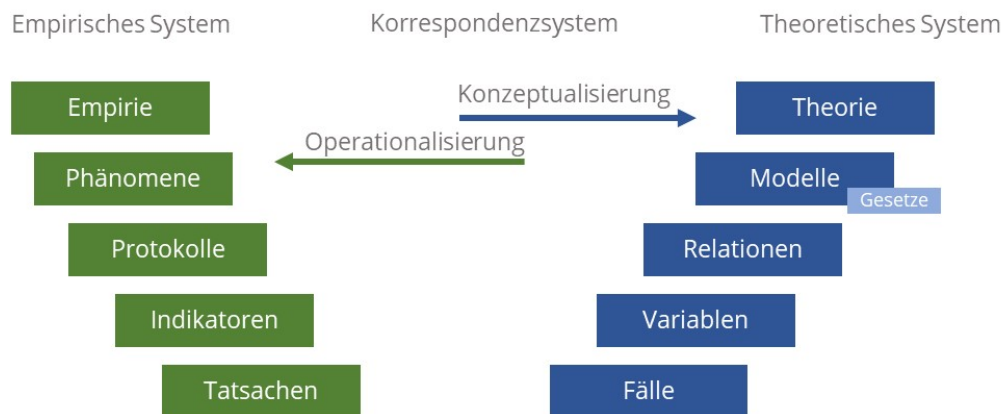 Empirisches System
Korrespondenzsystem
Theoretisches System
Empirie
Konzeptualisierung
Theorie
Operationalisierung
Phänomene
Modelle
Gesetze
Protokolle
Relationen
Indikatoren
Variablen
Tatsachen
Fälle